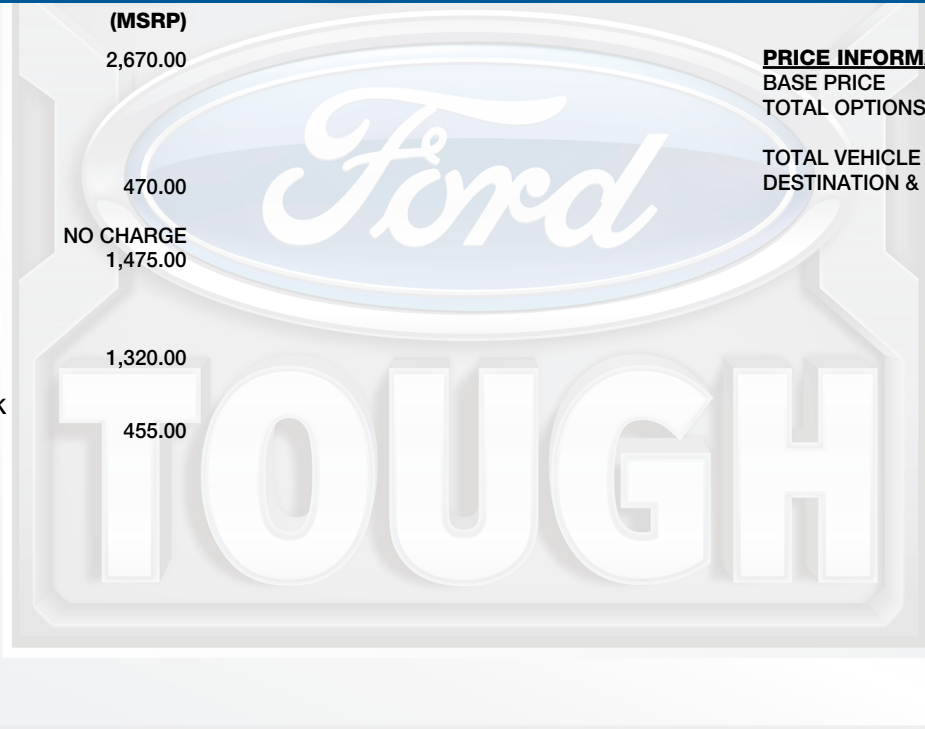 (MSRP)
2,670.00
470.00
NO CHARGE
1,475.00
1,320.00
455.00
PRICE INFORMA
BASE PRICE
TOTAL OPTIONS
TOTAL VEHICLE
DESTINATION &
Ford
TOUGH